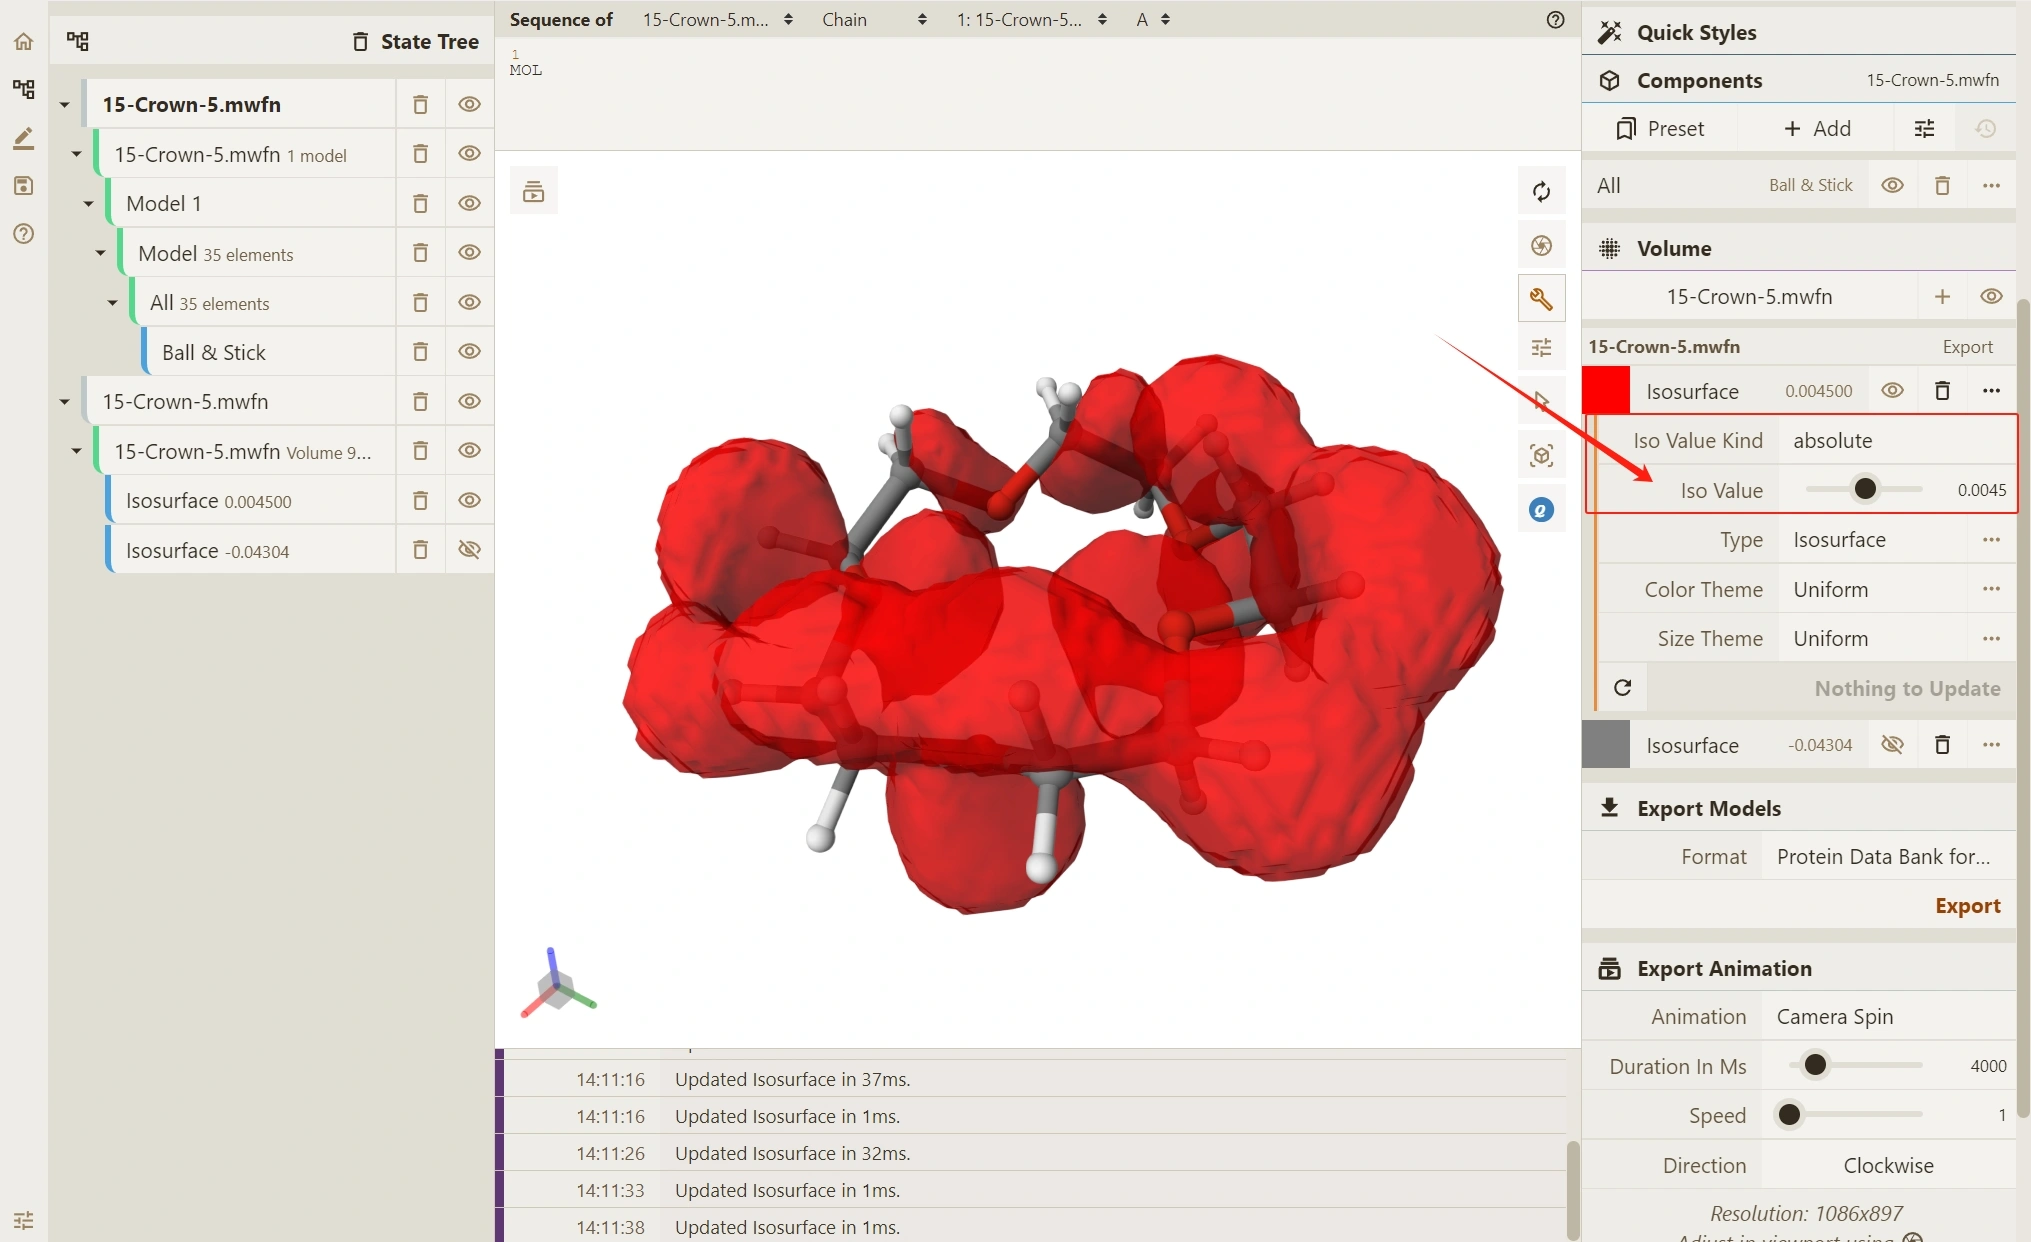 State Tree
15-Crown-5.mwfn
15-Crown-5.mwfn 1 model
Model 1
Model 35 elements
All 35 elements
Ball & Stick
15-Crown-5.mwfn
15-Crown-5.mwfn Volume 9...
Isosurface 0.004500
Isosurface -0.04304
Sequence of 15-Crown-5.m... Chain 1: 15-Crown-5... A
1
MOL
14:11:16 Updated Isosurface in 37ms.
14:11:16 Updated Isosurface in 1ms.
14:11:26 Updated Isosurface in 32ms.
14:11:33 Updated Isosurface in 1ms.
14:11:38 Updated Isosurface in 1ms.
Quick Styles
Components 15-Crown-5.mwfn
Preset + Add
All Ball & Stick
Volume
15-Crown-5.mwfn
15-Crown-5.mwfn Export
Isosurface 0.004500
Iso Value Kind absolute
Iso Value 0.0045
Type Isosurface
Color Theme Uniform
Size Theme Uniform
Nothing to Update
Isosurface -0.04304
Export Models
Format Protein Data Bank for...
Export
Export Animation
Animation Camera Spin
Duration In Ms 4000
Speed 1
Direction Clockwise
Resolution: 1086x897
Adjust in viewport using